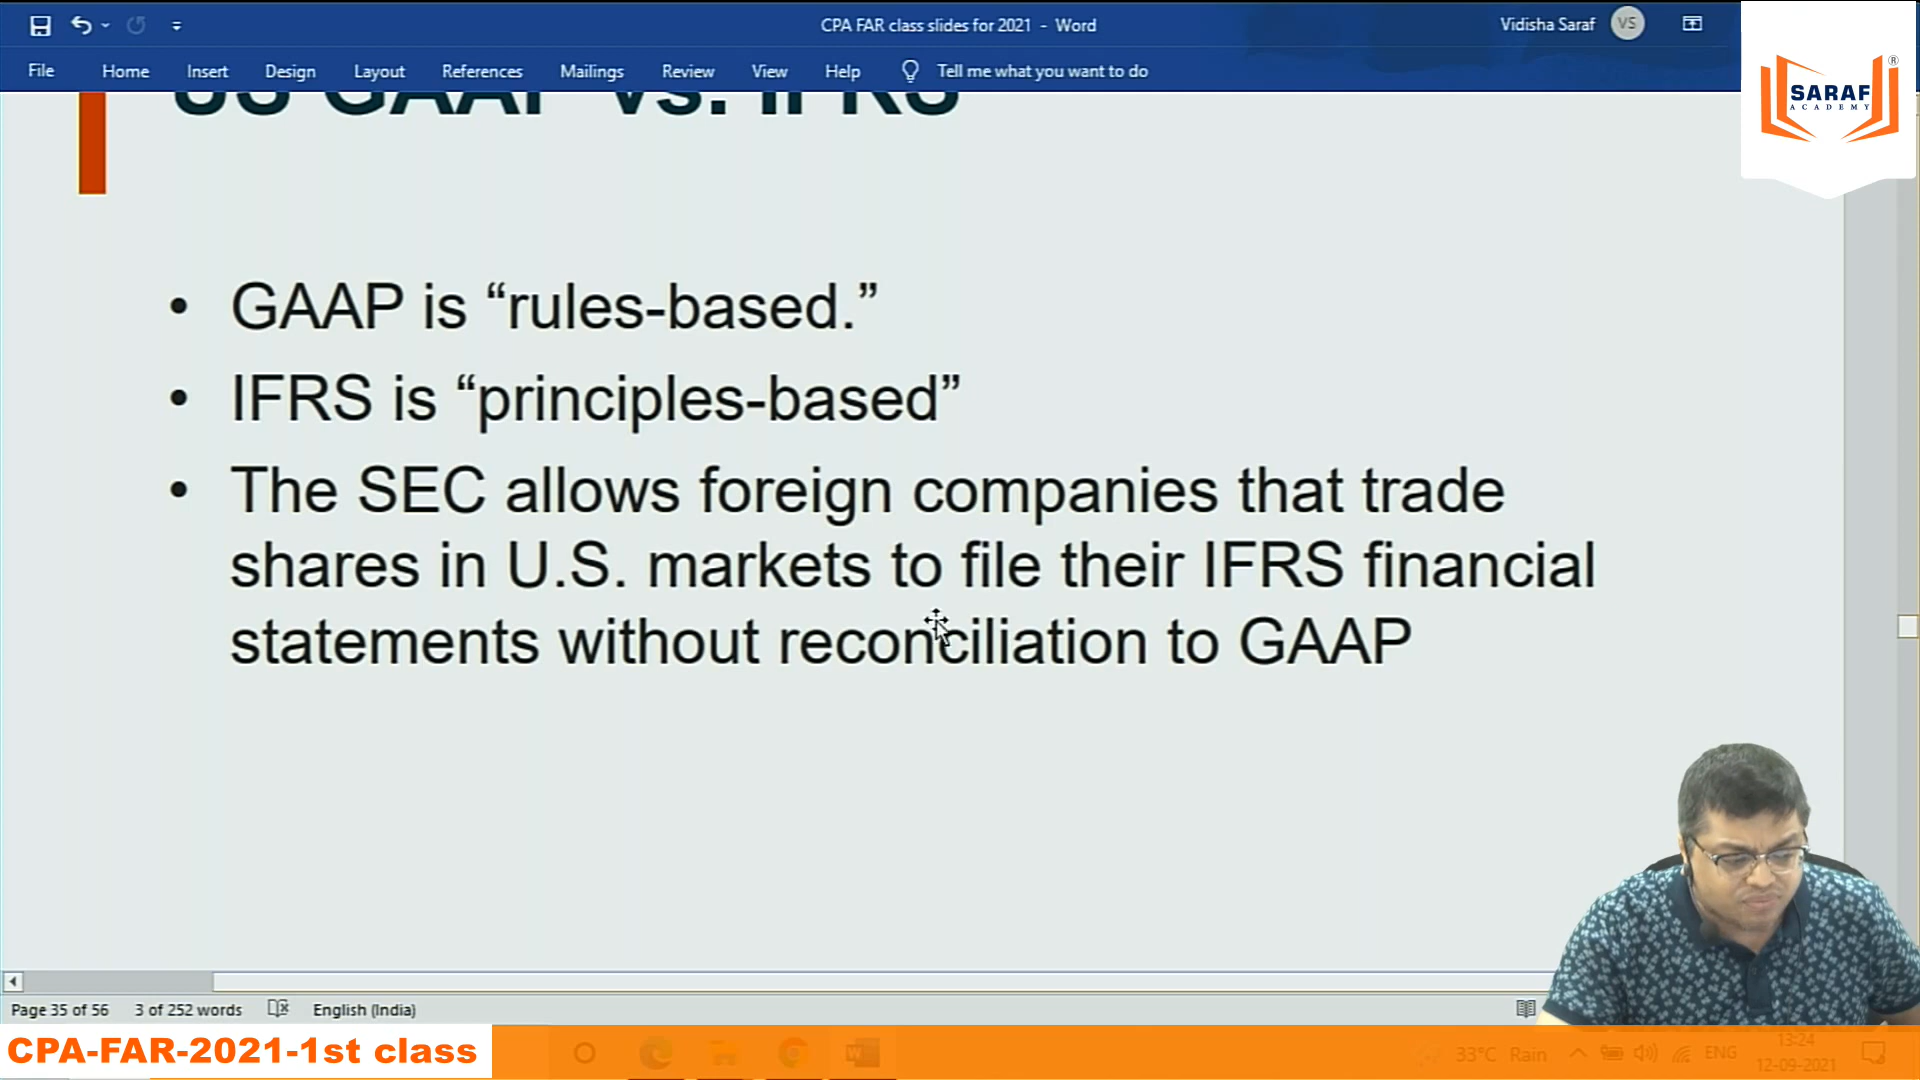 CPA FAR class slides for 2021 - Word
Vidisha Saraf
VS
File Home Insert Design Layout References Mailings Review View Help Tell me what you want to do
SARAF
ACADEMY
®
US GAAP vs. IFRS
• GAAP is “rules-based.”
• IFRS is “principles-based”
• The SEC allows foreign companies that trade
shares in U.S. markets to file their IFRS financial
statements without reconciliation to GAAP
Page 35 of 56 3 of 252 words English (India)
CPA-FAR-2021-1st class
33°C Rain
ENG
13:24
12-09-2021